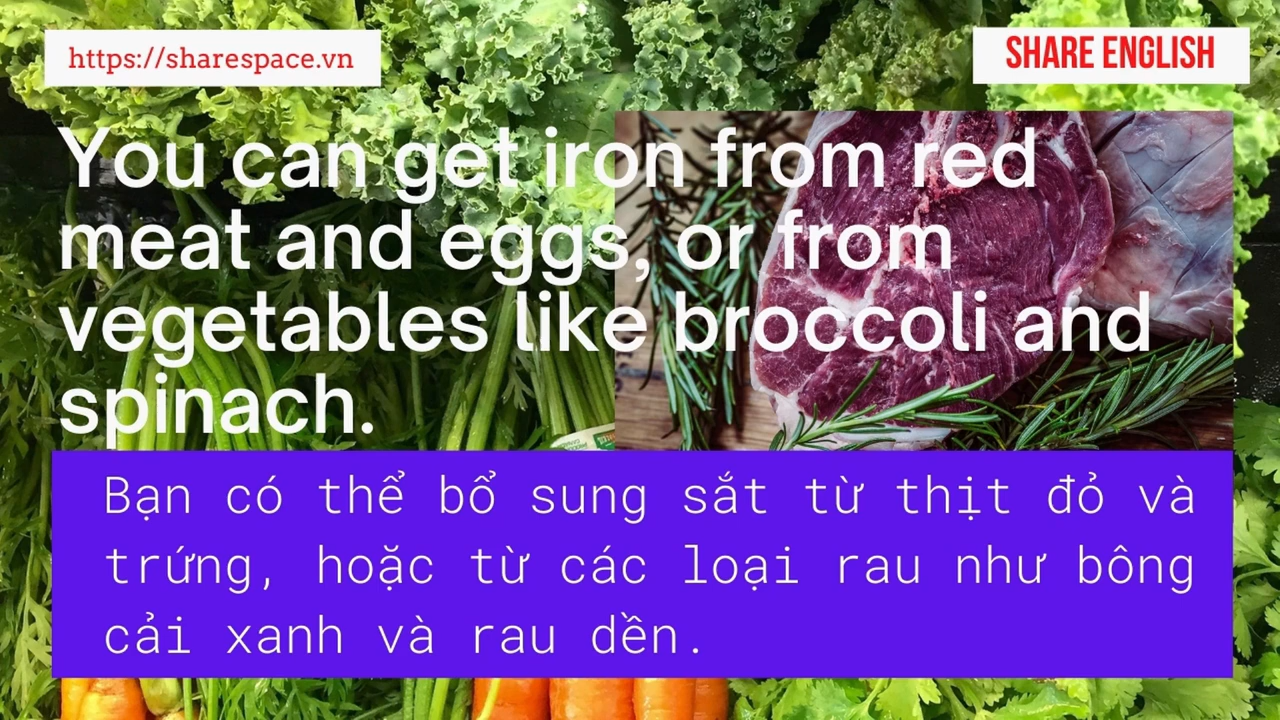 https://sharespace.vn
SHARE ENGLISH
You can get iron from red
meat and eggs, or from
vegetables like broccoli and
spinach.
Bạn có thể bổ sung sắt từ thịt đỏ và
trứng, hoặc từ các loại rau như bông
cải xanh và rau dền.